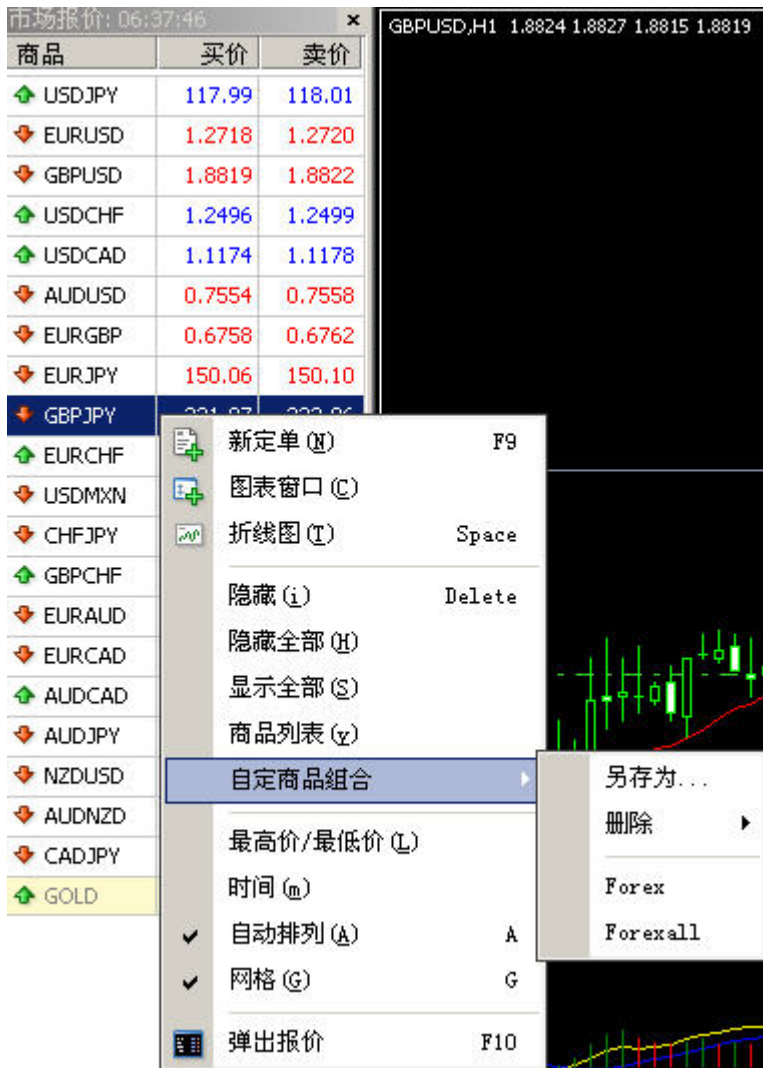 市场报价: 06:37:46
GBPUSD,H1 1.8824 1.8827 1.8815 1.8819
商品 买价 卖价
USDJPY 117.99 118.01
EURUSD 1.2718 1.2720
GBPUSD 1.8819 1.8822
USDCHF 1.2496 1.2499
USDCAD 1.1174 1.1178
AUDUSD 0.7554 0.7558
EURGBP 0.6758 0.6762
EURJPY 150.06 150.10
GBPJPY
EURCHF
USDMXN
CHFJPY
GBPCHF
EURAUD
EURCAD
AUDCAD
AUDJPY
NZDUSD
AUDNZD
CADJPY
GOLD
新定单(N) F9
图表窗口(C)
折线图(T) Space
隐藏(i) Delete
隐藏全部(H)
显示全部(S)
商品列表(y)
自定商品组合
最高价/最低价(L)
时间(m)
自动排列(A) A
网格(G) G
弹出报价 F10
另存为...
删除
Forex
Forexall